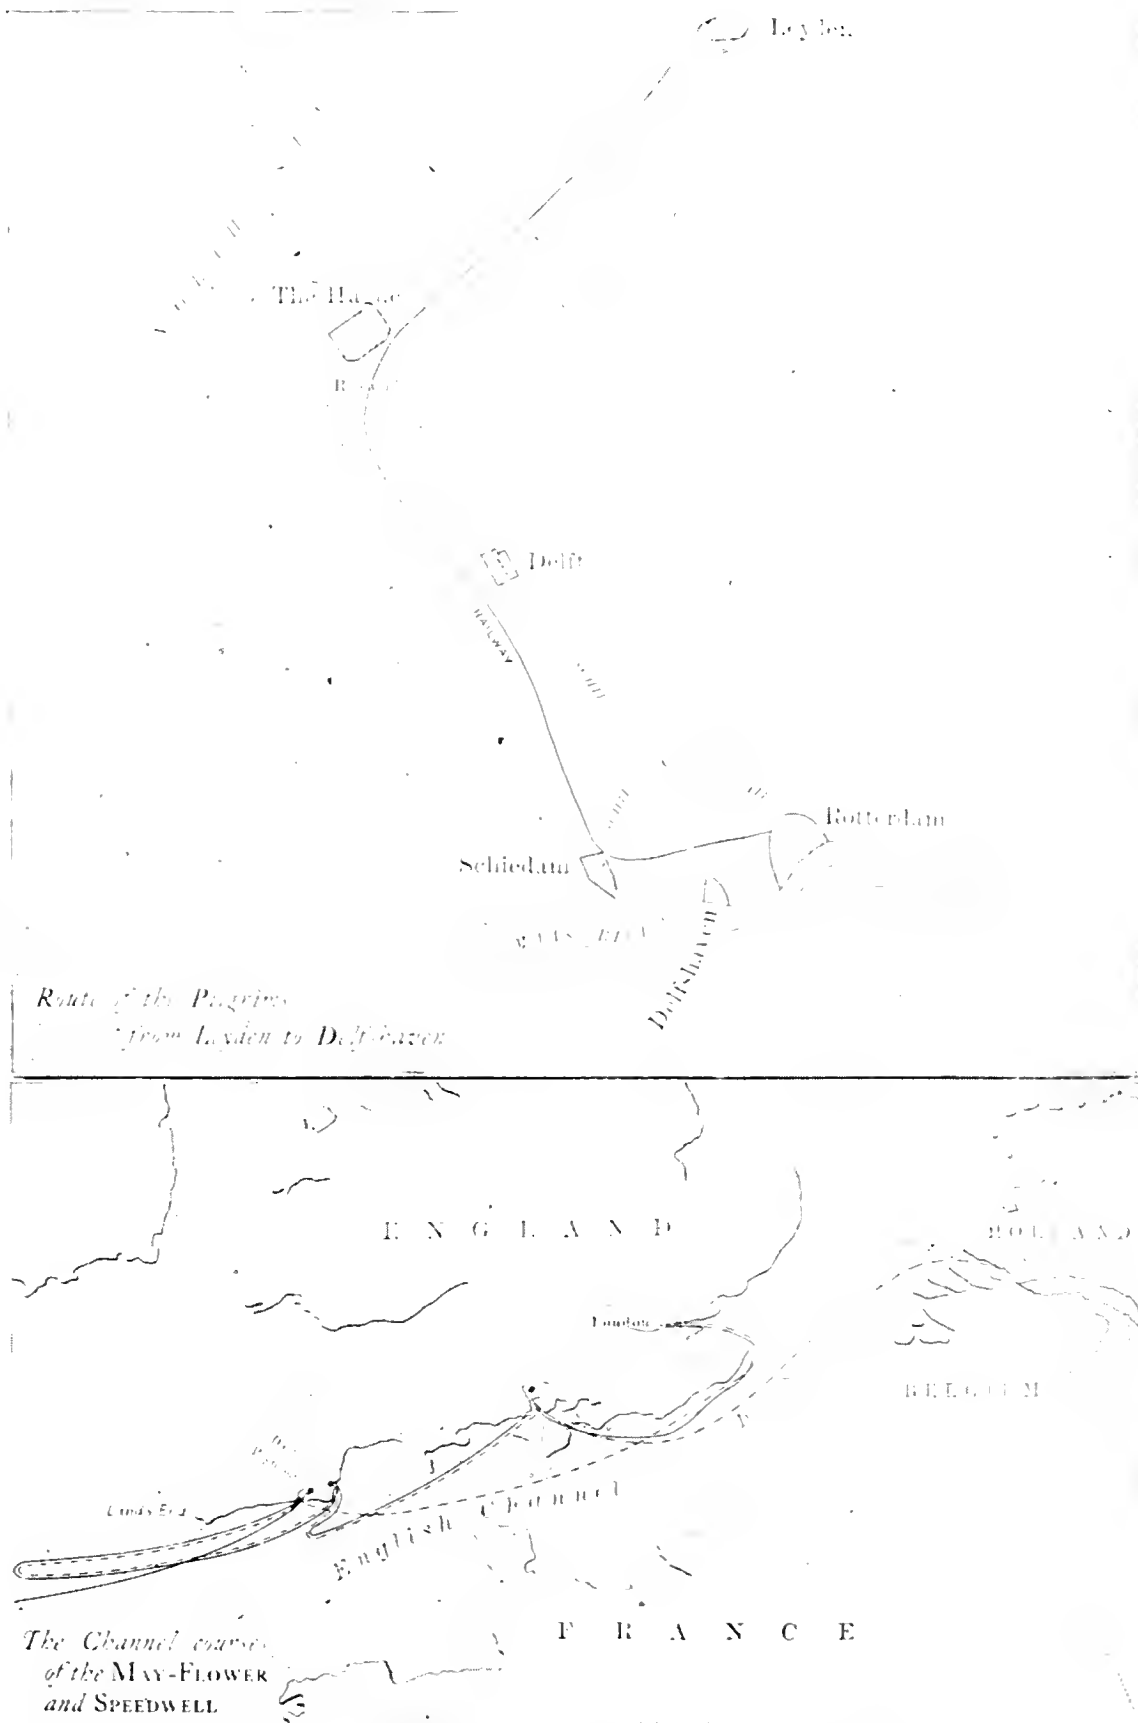 Leyden
The Hague
Delft
RAILWAY
Rotterdam
Schiedam
Delfshaven
Route of the Pilgrims
from Leyden to Delfshaven
ENGLAND
HOLLAND
London
BELGIUM
Lands End
English Channel
FRANCE
The Channel courses
of the MAY-FLOWER
and SPEEDWELL